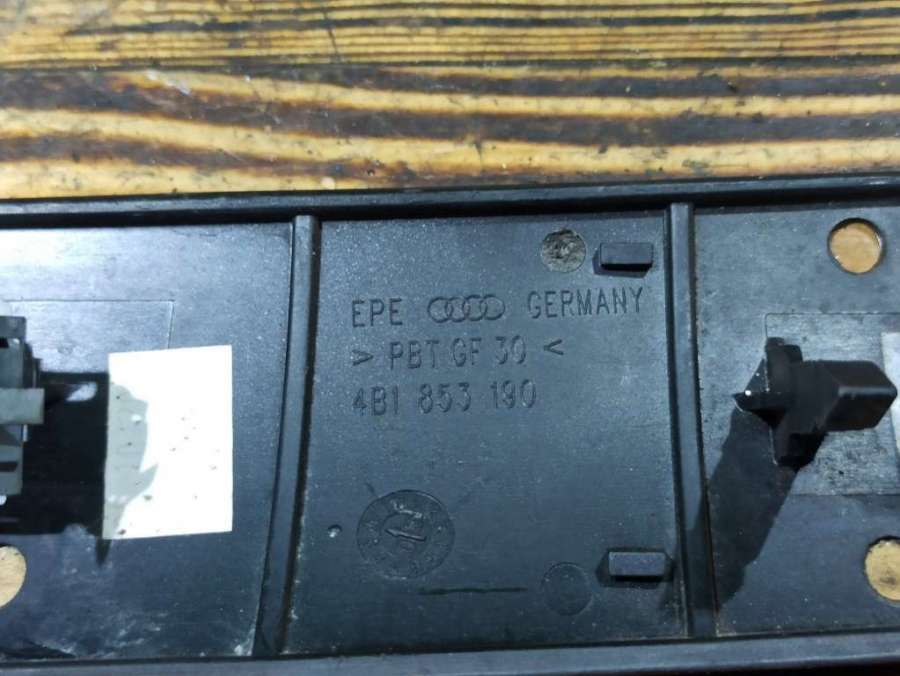 EPE GERMANY
> PBT GF 30 <
4B1 853 190